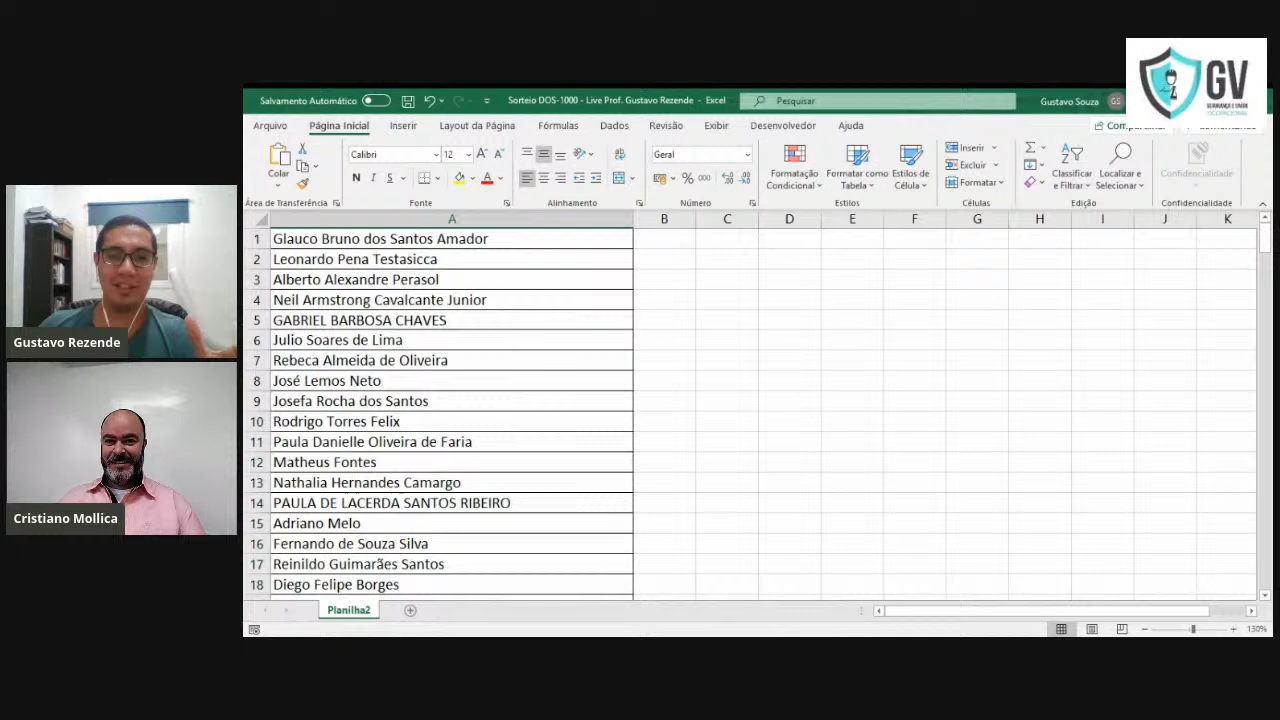 GV
SEGURANÇA E SAÚDE
OCUPACIONAL
Salvamento Automático
Sorteio DOS-1000 - Live Prof. Gustavo Rezende - Excel
Pesquisar
Gustavo Souza
GS
Arquivo
Página Inicial
Inserir
Layout da Página
Fórmulas
Dados
Revisão
Exibir
Desenvolvedor
Ajuda
Colar
Calibri
12
N I S
Geral
% 000
Formatação Condicional
Formatar como Tabela
Estilos de Célula
Inserir
Excluir
Formatar
Classificar e Filtrar
Localizar e Selecionar
Confidencialidade
Área de Transferência
Fonte
Alinhamento
Número
Estilos
Células
Edição
Confidencialidade
A B C D E F G H I J K
1 Glauco Bruno dos Santos Amador
2 Leonardo Pena Testasicca
3 Alberto Alexandre Perasol
4 Neil Armstrong Cavalcante Junior
5 GABRIEL BARBOSA CHAVES
6 Julio Soares de Lima
7 Rebeca Almeida de Oliveira
8 José Lemos Neto
9 Josefa Rocha dos Santos
10 Rodrigo Torres Felix
11 Paula Danielle Oliveira de Faria
12 Matheus Fontes
13 Nathalia Hernandes Camargo
14 PAULA DE LACERDA SANTOS RIBEIRO
15 Adriano Melo
16 Fernando de Souza Silva
17 Reinildo Guimarães Santos
18 Diego Felipe Borges
Planilha2
130%
Gustavo Rezende
Cristiano Mollica